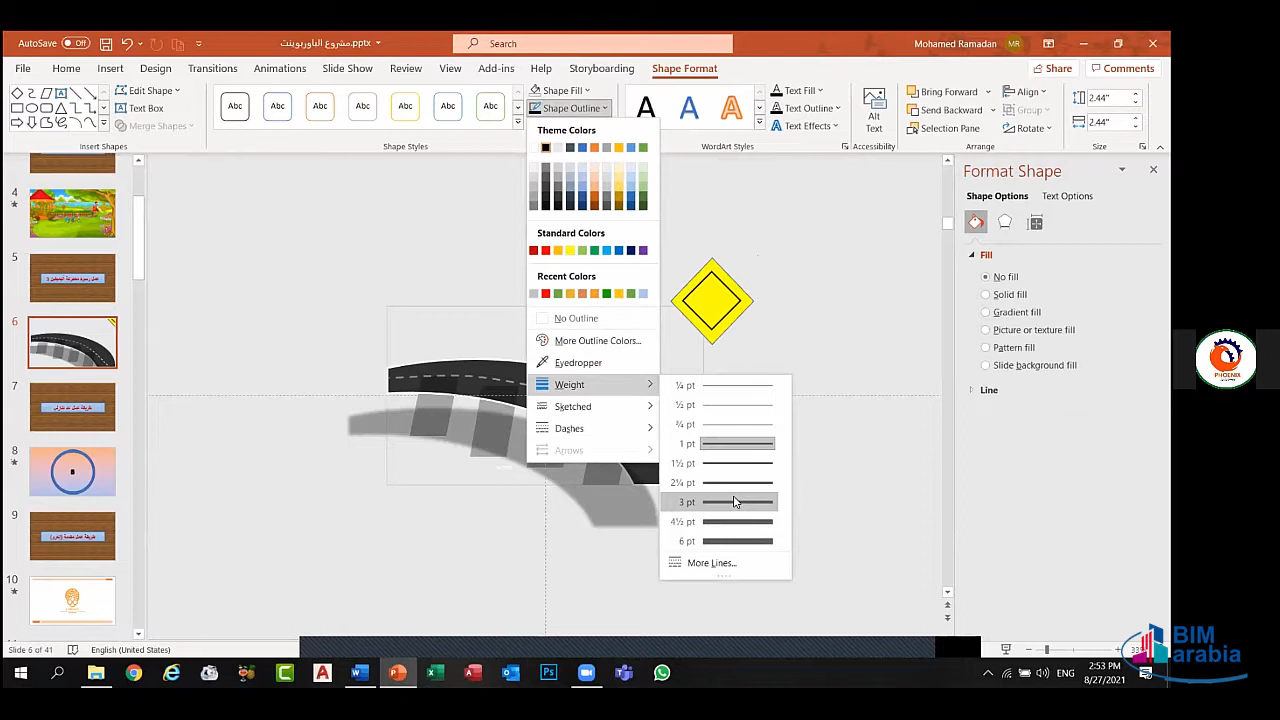 AutoSave Off
مشروع الباوربوينت.pptx
Search
Mohamed Ramadan MR
File Home Insert Design Transitions Animations Slide Show Review View Add-ins Help Storyboarding Shape Format Share Comments
Edit Shape
Text Box
Merge Shapes
Insert Shapes
Abc Abc Abc Abc Abc Abc Abc
Shape Styles
Shape Fill
Shape Outline
A A A
Text Fill
Text Outline
Text Effects
WordArt Styles
Alt
Text
Accessibility
Bring Forward
Send Backward
Selection Pane
Align
Group
Rotate
Arrange
2.44"
2.44"
Size
Theme Colors
Standard Colors
Recent Colors
No Outline
More Outline Colors...
Eyedropper
Weight
Sketched
Dashes
Arrows
¼ pt
½ pt
¾ pt
1 pt
1½ pt
2¼ pt
3 pt
4½ pt
6 pt
More Lines...
4
5
6
7
8
9
10
Format Shape
Shape Options Text Options
Fill
No fill
Solid fill
Gradient fill
Picture or texture fill
Pattern fill
Slide background fill
Line
PHOENIX
Slide 6 of 41 English (United States)
BIM
arabia
ENG
2:53 PM
8/27/2021